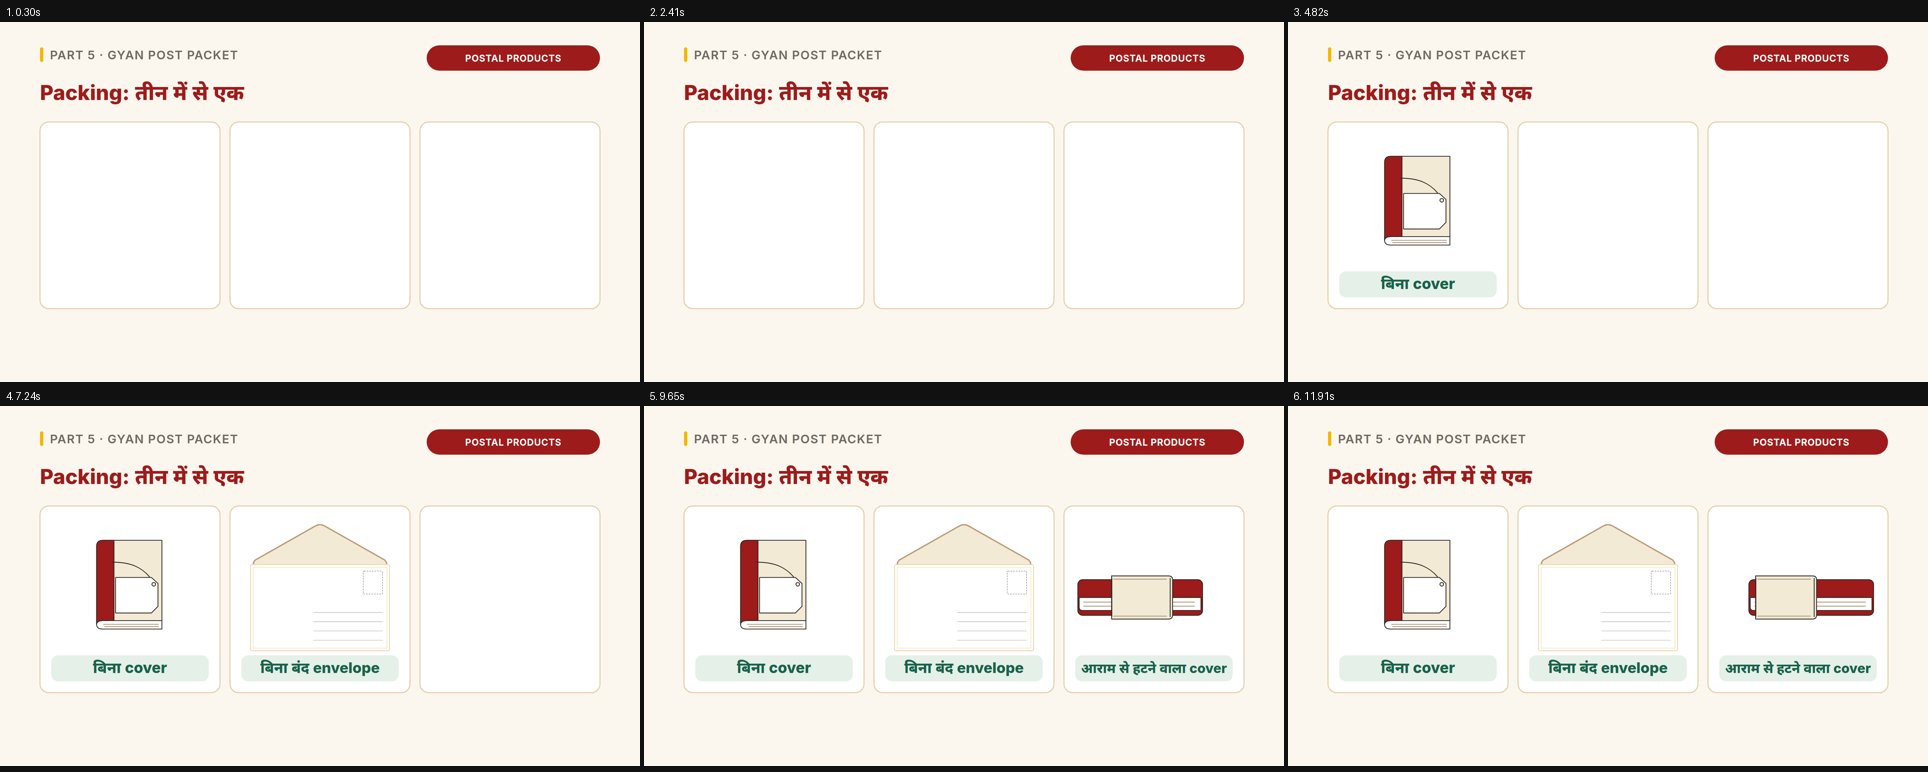 1. 0.30s
PART 5 · GYAN POST PACKET
POSTAL PRODUCTS
Packing: तीन में से एक
2. 2.41s
PART 5 · GYAN POST PACKET
POSTAL PRODUCTS
Packing: तीन में से एक
3. 4.82s
PART 5 · GYAN POST PACKET
POSTAL PRODUCTS
Packing: तीन में से एक
बिना cover
4. 7.24s
PART 5 · GYAN POST PACKET
POSTAL PRODUCTS
Packing: तीन में से एक
बिना cover
बिना बंद envelope
5. 9.65s
PART 5 · GYAN POST PACKET
POSTAL PRODUCTS
Packing: तीन में से एक
बिना cover
बिना बंद envelope
आराम से हटने वाला cover
6. 11.91s
PART 5 · GYAN POST PACKET
POSTAL PRODUCTS
Packing: तीन में से एक
बिना cover
बिना बंद envelope
आराम से हटने वाला cover